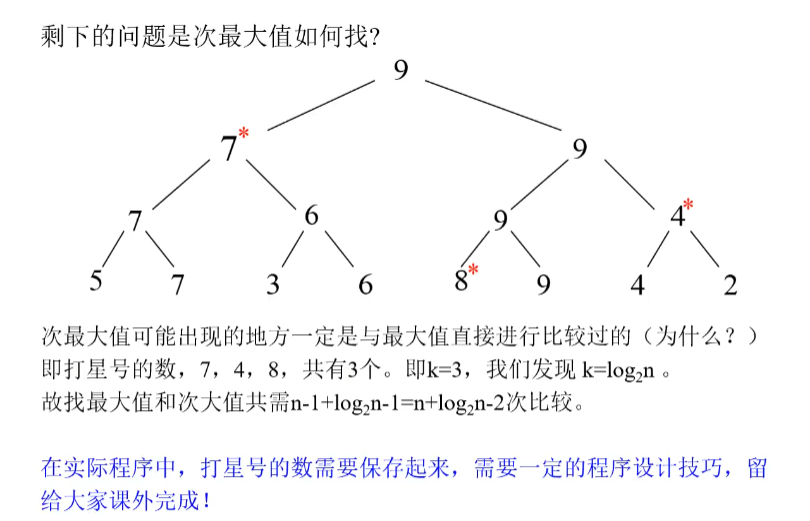 剩下的问题是次最大值如何找?
9
7* 9
7 6 9 4*
5 7 3 6 8* 9 4 2
次最大值可能出现的地方一定是与最大值直接进行比较过的（为什么？）
即打星号的数，7，4，8，共有3个。即k=3，我们发现 k=log₂n 。
故找最大值和次大值共需n-1+log₂n-1=n+log₂n-2次比较。
在实际程序中，打星号的数需要保存起来，需要一定的程序设计技巧，留
给大家课外完成！